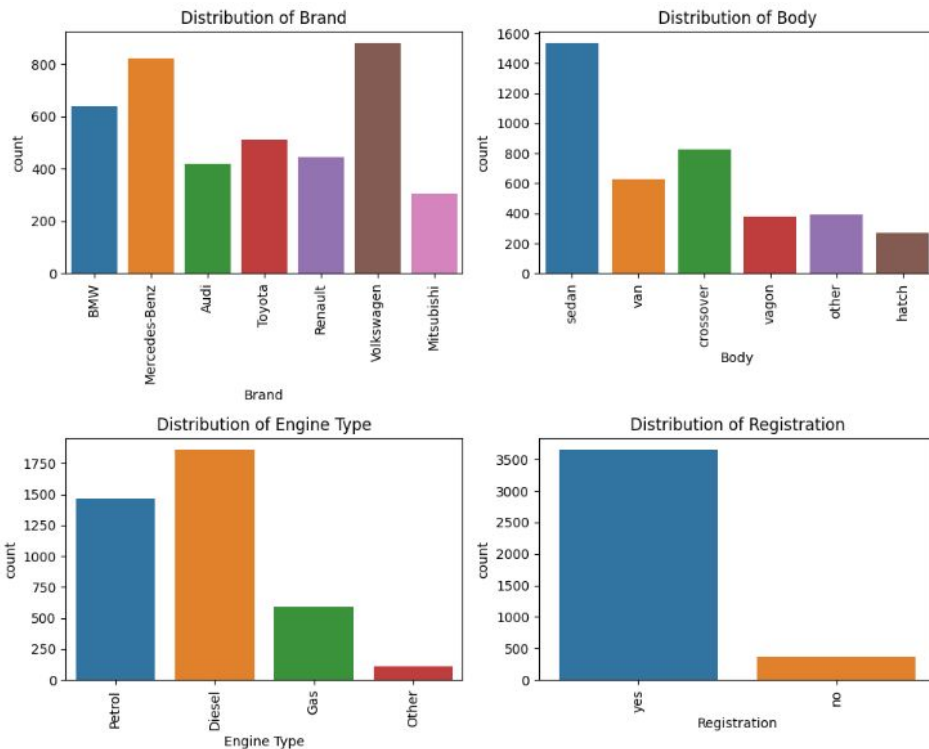 Distribution of Brand
count
800
600
400
200
0
BMW
Mercedes-Benz
Audi
Toyota
Renault
Volkswagen
Mitsubishi
Brand
Distribution of Body
count
1600
1400
1200
1000
800
600
400
200
0
sedan
van
crossover
vagon
other
hatch
Body
Distribution of Engine Type
count
1750
1500
1250
1000
750
500
250
0
Petrol
Diesel
Gas
Other
Engine Type
Distribution of Registration
count
3500
3000
2500
2000
1500
1000
500
0
yes
no
Registration